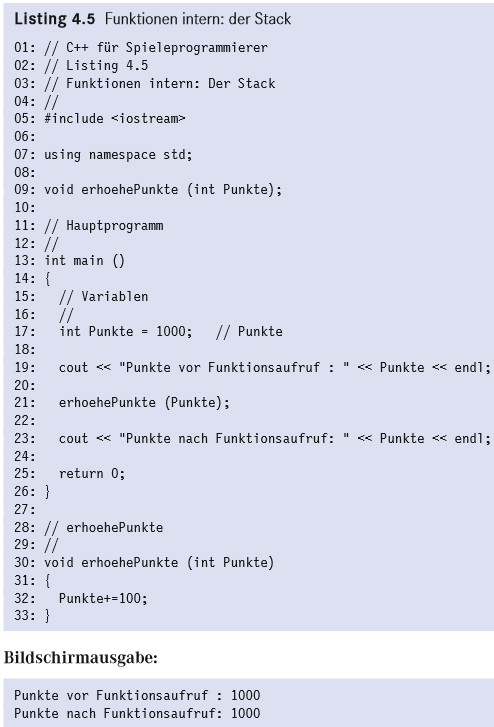 Listing 4.5 Funktionen intern: der Stack
01: // C++ für Spieleprogrammierer
02: // Listing 4.5
03: // Funktionen intern: Der Stack
04: //
05: #include <iostream>
06:
07: using namespace std;
08:
09: void erhoehePunkte (int Punkte);
10:
11: // Hauptprogramm
12: //
13: int main ()
14: {
15:   // Variablen
16:   //
17:   int Punkte = 1000;   // Punkte
18:
19:   cout << "Punkte vor Funktionsaufruf : " << Punkte << endl;
20:
21:   erhoehePunkte (Punkte);
22:
23:   cout << "Punkte nach Funktionsaufruf: " << Punkte << endl;
24:
25:   return 0;
26: }
27:
28: // erhoehePunkte
29: //
30: void erhoehePunkte (int Punkte)
31: {
32:   Punkte+=100;
33: }
Bildschirmausgabe:
Punkte vor Funktionsaufruf : 1000
Punkte nach Funktionsaufruf: 1000